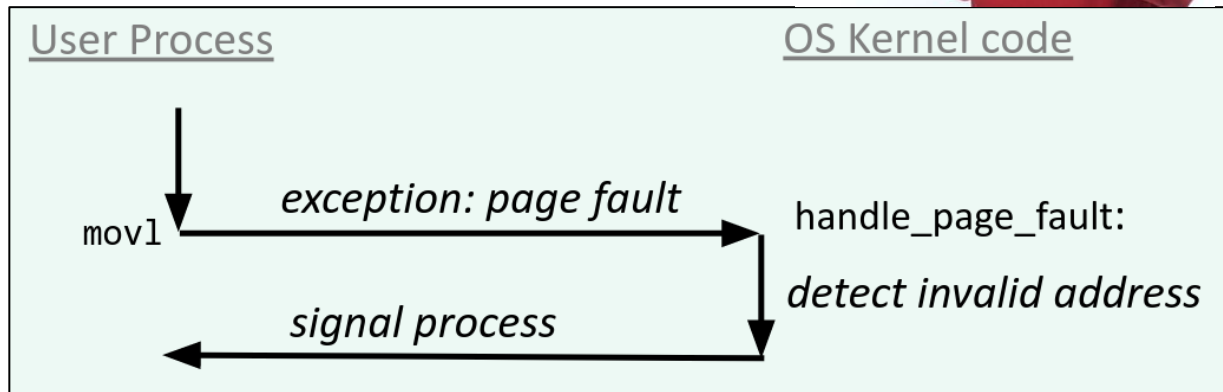 User Process
OS Kernel code
exception: page fault
movl
handle_page_fault:
detect invalid address
signal process